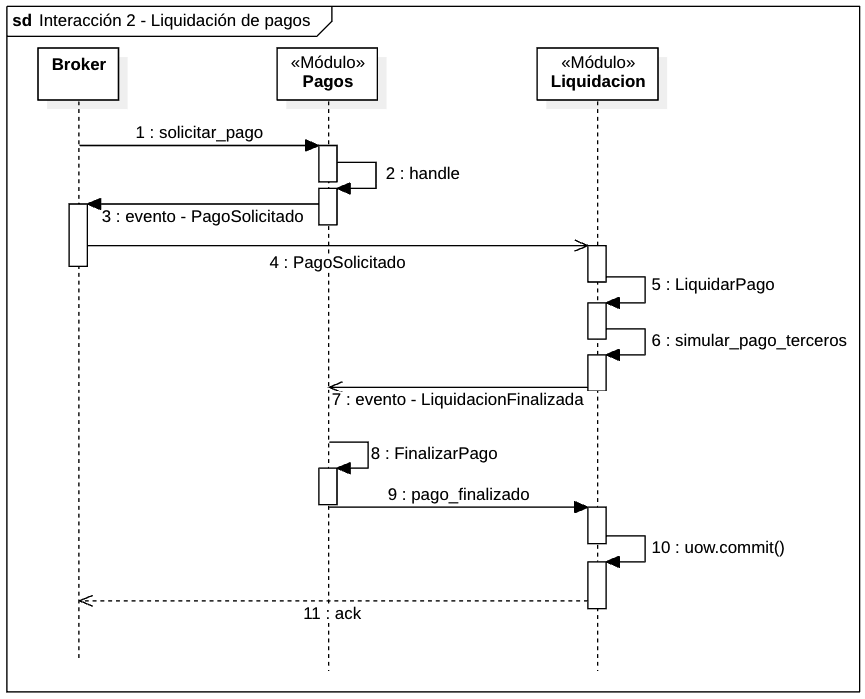 sd Interacción 2 - Liquidación de pagos
Broker
«Módulo»
Pagos
«Módulo»
Liquidacion
1 : solicitar_pago
2 : handle
3 : evento - PagoSolicitado
4 : PagoSolicitado
5 : LiquidarPago
6 : simular_pago_terceros
7 : evento - LiquidacionFinalizada
8 : FinalizarPago
9 : pago_finalizado
10 : uow.commit()
11 : ack